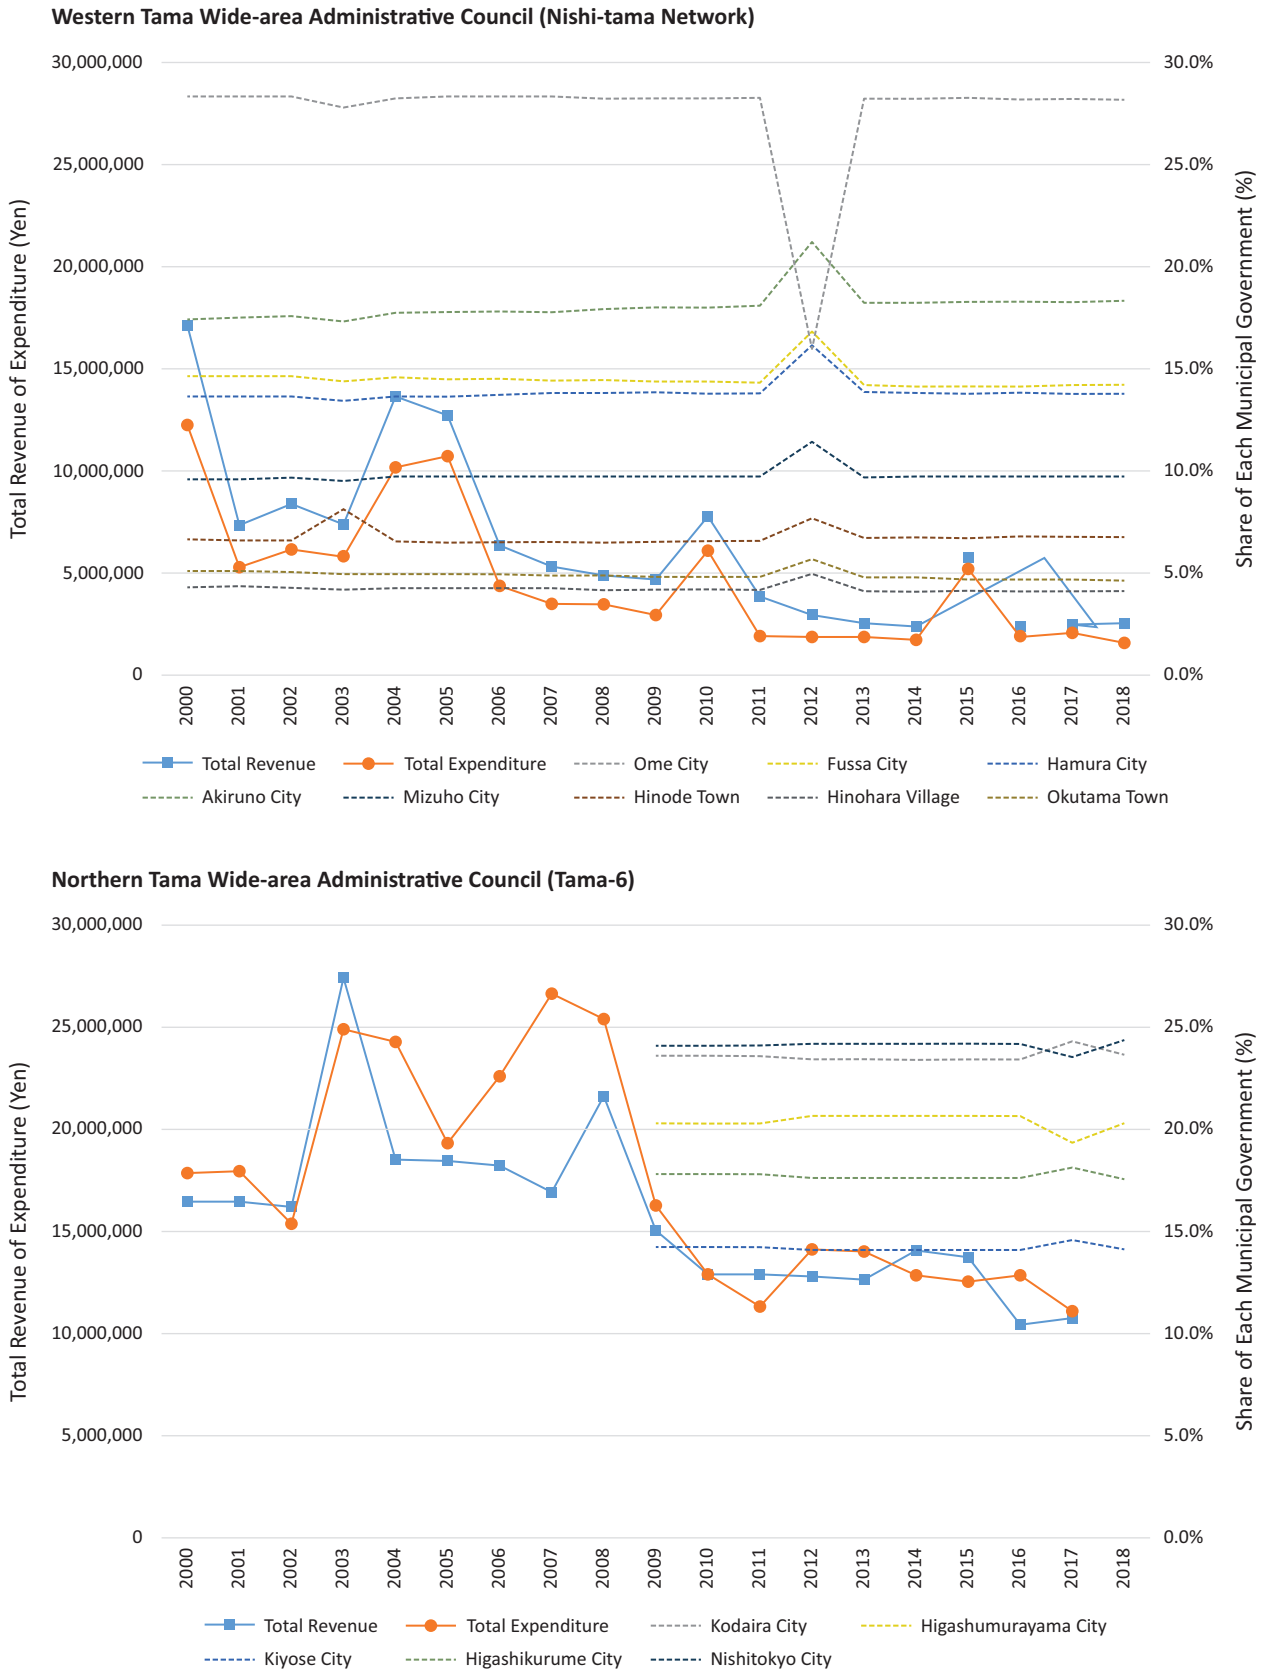 Western Tama Wide-area Administrative Council (Nishi-tama Network)
30,000,000
25,000,000
20,000,000
15,000,000
10,000,000
5,000,000
0
Total Revenue of Expenditure (Yen)
30.0%
25.0%
20.0%
15.0%
10.0%
5.0%
0.0%
Share of Each Municipal Government (%)
2000 2001 2002 2003 2004 2005 2006 2007 2008 2009 2010 2011 2012 2013 2014 2015 2016 2017 2018
Total Revenue Total Expenditure Ome City Fussa City Hamura City
Akiruno City Mizuho City Hinode Town Hinohara Village Okutama Town
Northern Tama Wide-area Administrative Council (Tama-6)
30,000,000
25,000,000
20,000,000
15,000,000
10,000,000
5,000,000
0
Total Revenue of Expenditure (Yen)
30.0%
25.0%
20.0%
15.0%
10.0%
5.0%
0.0%
Share of Each Municipal Government (%)
2000 2001 2002 2003 2004 2005 2006 2007 2008 2009 2010 2011 2012 2013 2014 2015 2016 2017 2018
Total Revenue Total Expenditure Kodaira City Higashumurayama City
Kiyose City Higashikurume City Nishitokyo City